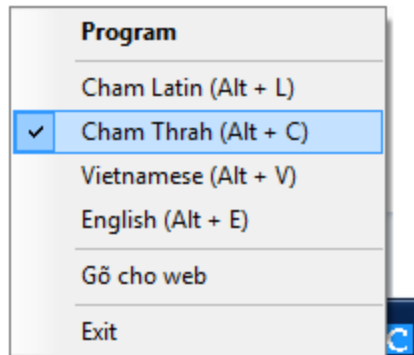 Program
Cham Latin (Alt + L)
Cham Thrah (Alt + C)
Vietnamese (Alt + V)
English (Alt + E)
Gõ cho web
Exit
C